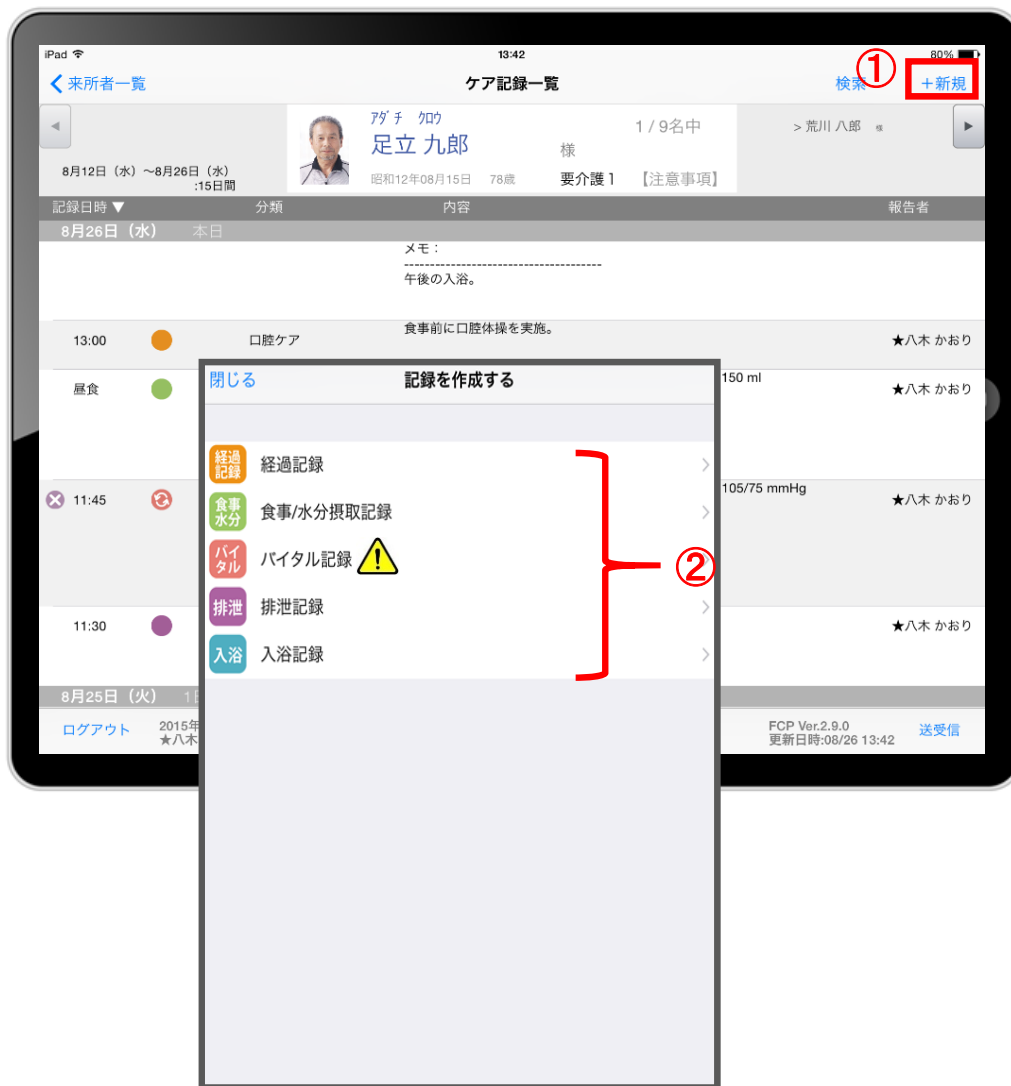 iPad 13:42 80%
来所者一覧 ケア記録一覧 検索 ① +新規
アダチ クロウ
足立 九郎 様 1 / 9名中 > 荒川 八郎 様
8月12日（水）～8月26日（水）
:15日間
昭和12年08月15日 78歳 要介護1 【注意事項】
記録日時 ▼ 分類 内容 報告者
8月26日（水） 本日
メモ：
--------------------------------------
午後の入浴。
食事前に口腔体操を実施。
13:00 口腔ケア ★八木 かおり
150 ml
昼食 ★八木 かおり
105/75 mmHg
11:45 ★八木 かおり
11:30 ★八木 かおり
8月25日（火）
ログアウト 2015年 FCP Ver.2.9.0 送受信
★八木 更新日時:08/26 13:42
閉じる 記録を作成する
経過
記録 経過記録
食事
水分 食事/水分摂取記録
バイ
タル バイタル記録 !
②
排泄 排泄記録
入浴 入浴記録